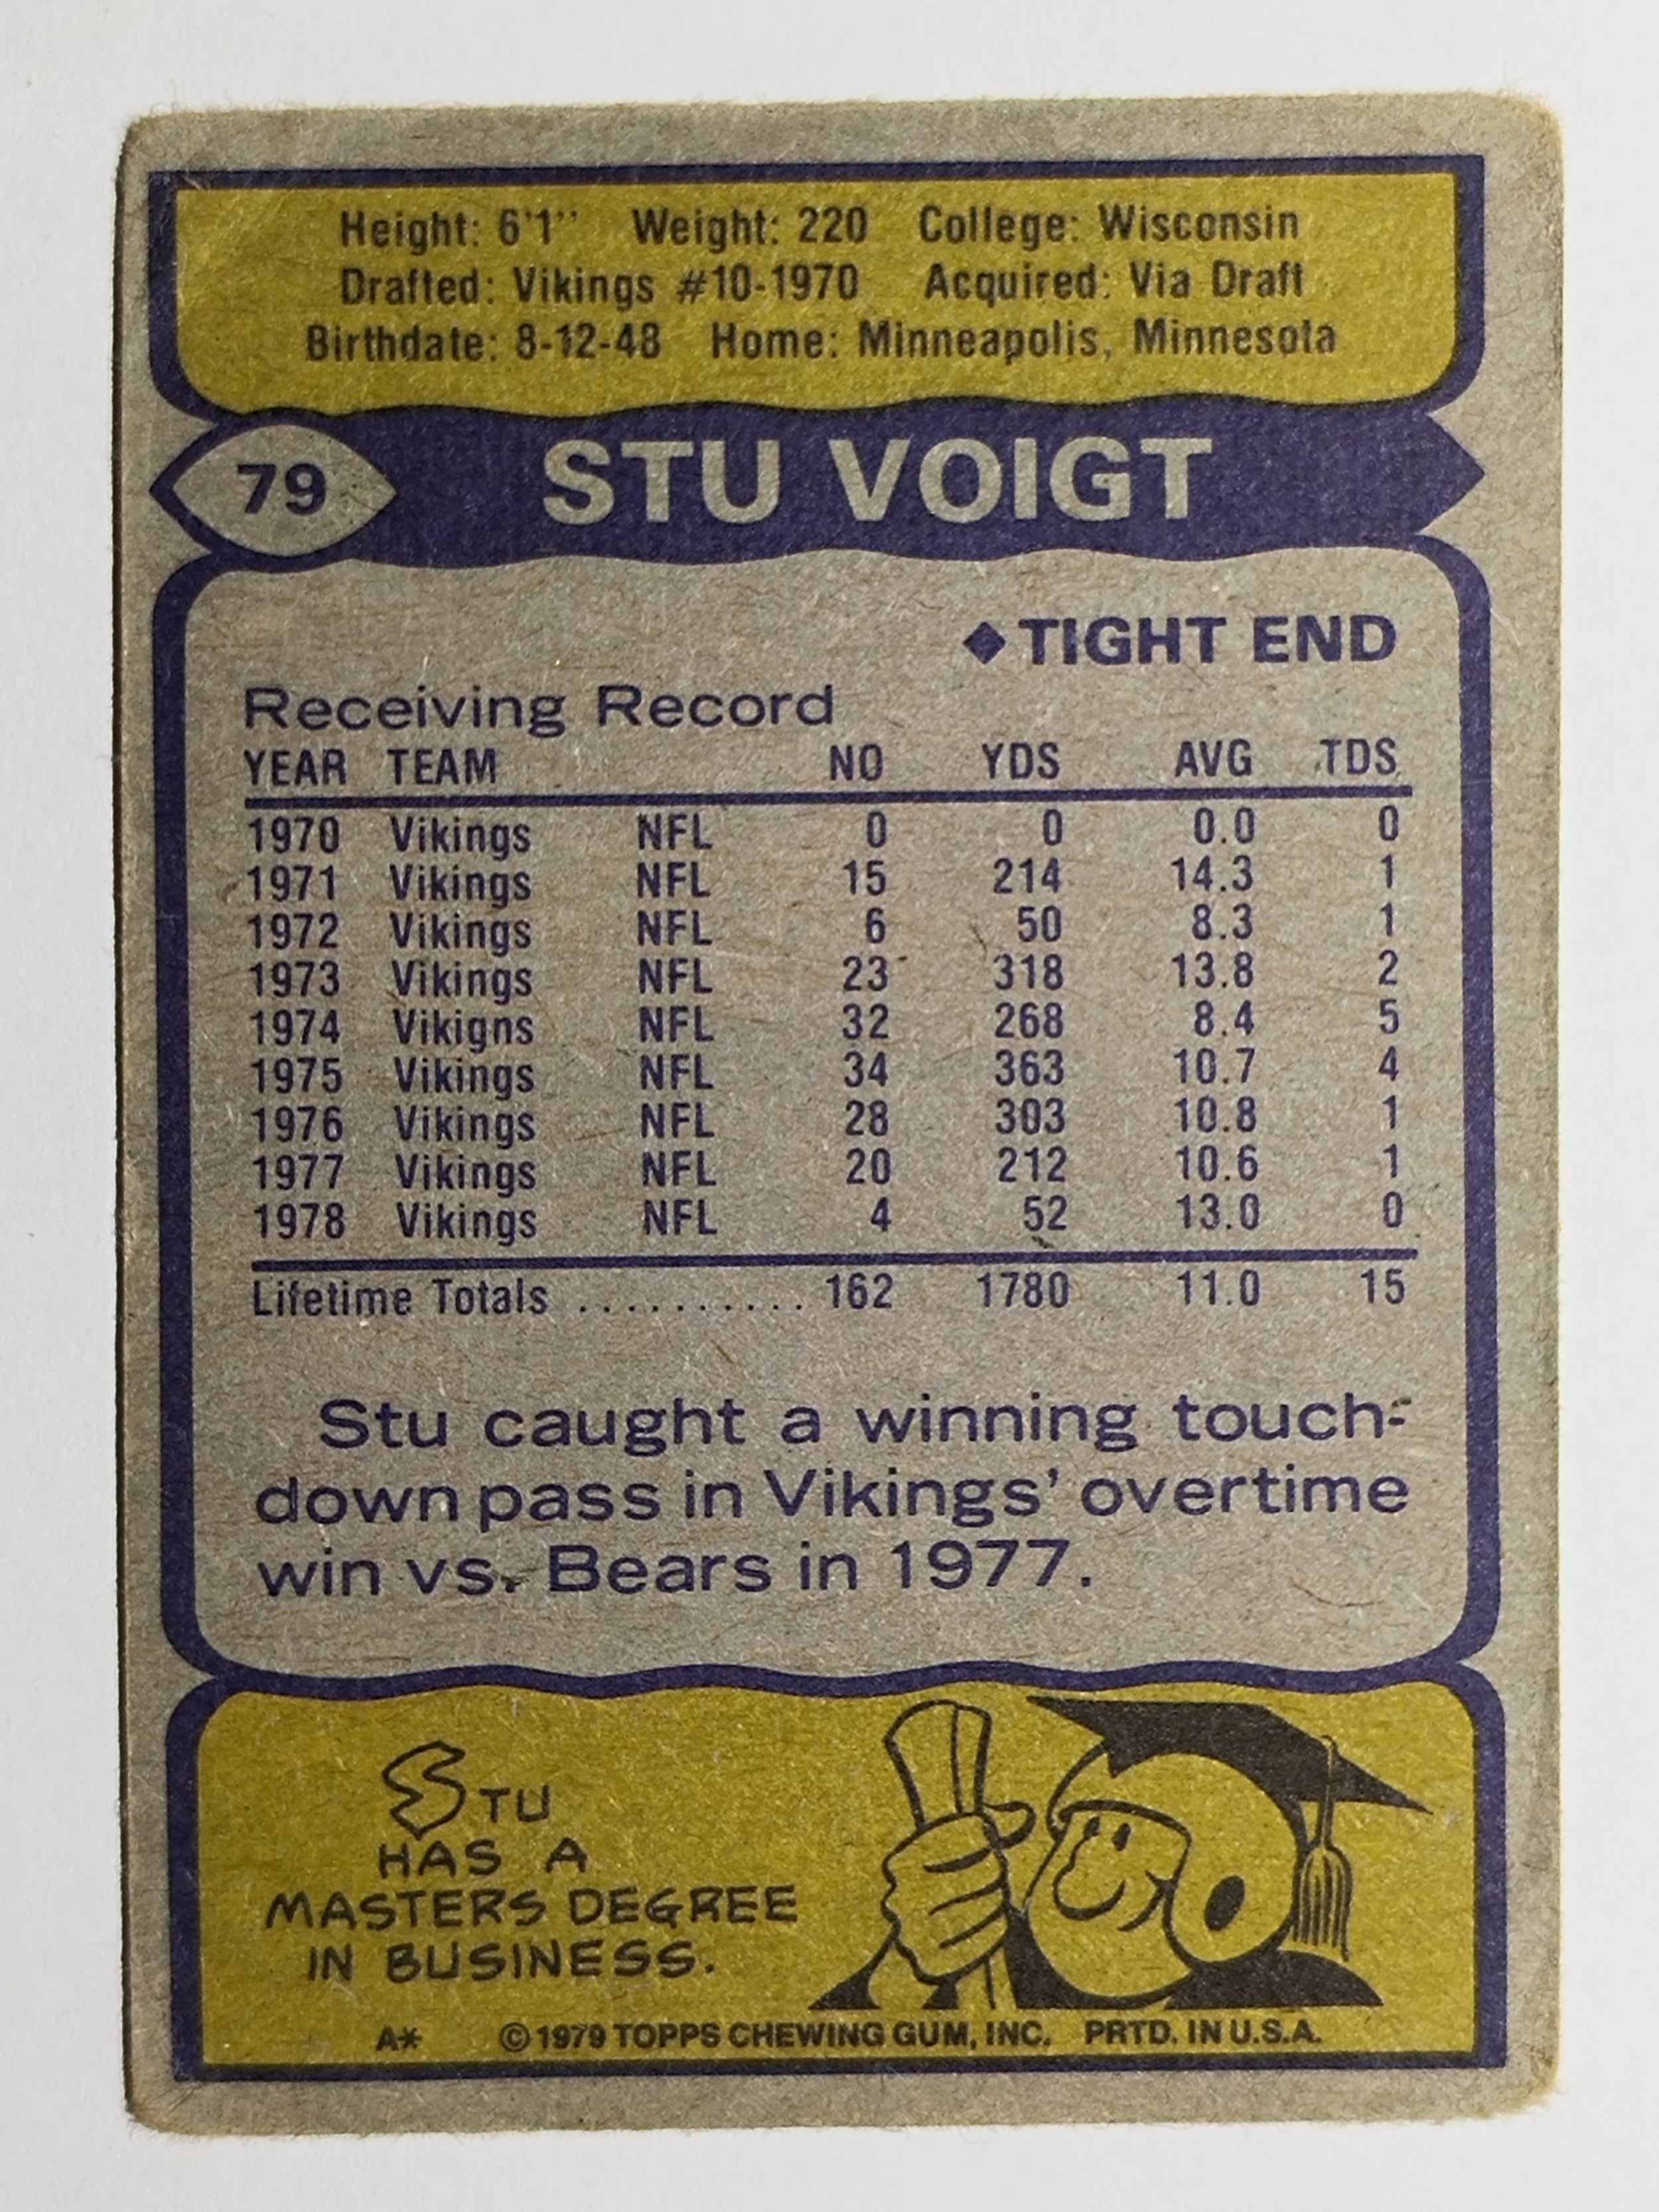 Height: 6'1'' Weight: 220 College: Wisconsin
Drafted: Vikings #10-1970 Acquired: Via Draft
Birthdate: 8-12-48 Home: Minneapolis, Minnesota
79 STU VOIGT
◆ TIGHT END
Receiving Record
YEAR TEAM NO YDS AVG TDS
1970 Vikings NFL 0 0 0.0 0
1971 Vikings NFL 15 214 14.3 1
1972 Vikings NFL 6 50 8.3 1
1973 Vikings NFL 23 318 13.8 2
1974 Vikigns NFL 32 268 8.4 5
1975 Vikings NFL 34 363 10.7 4
1976 Vikings NFL 28 303 10.8 1
1977 Vikings NFL 20 212 10.6 1
1978 Vikings NFL 4 52 13.0 0
Lifetime Totals .......... 162 1780 11.0 15
Stu caught a winning touch-
down pass in Vikings' overtime
win vs. Bears in 1977.
STU
HAS A
MASTERS DEGREE
IN BUSINESS.
A* © 1979 TOPPS CHEWING GUM, INC. PRTD. IN U.S.A.